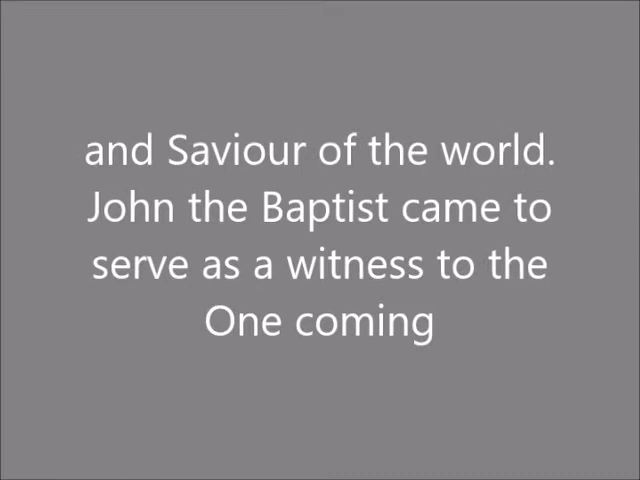 and Saviour of the world.
John the Baptist came to
serve as a witness to the
One coming